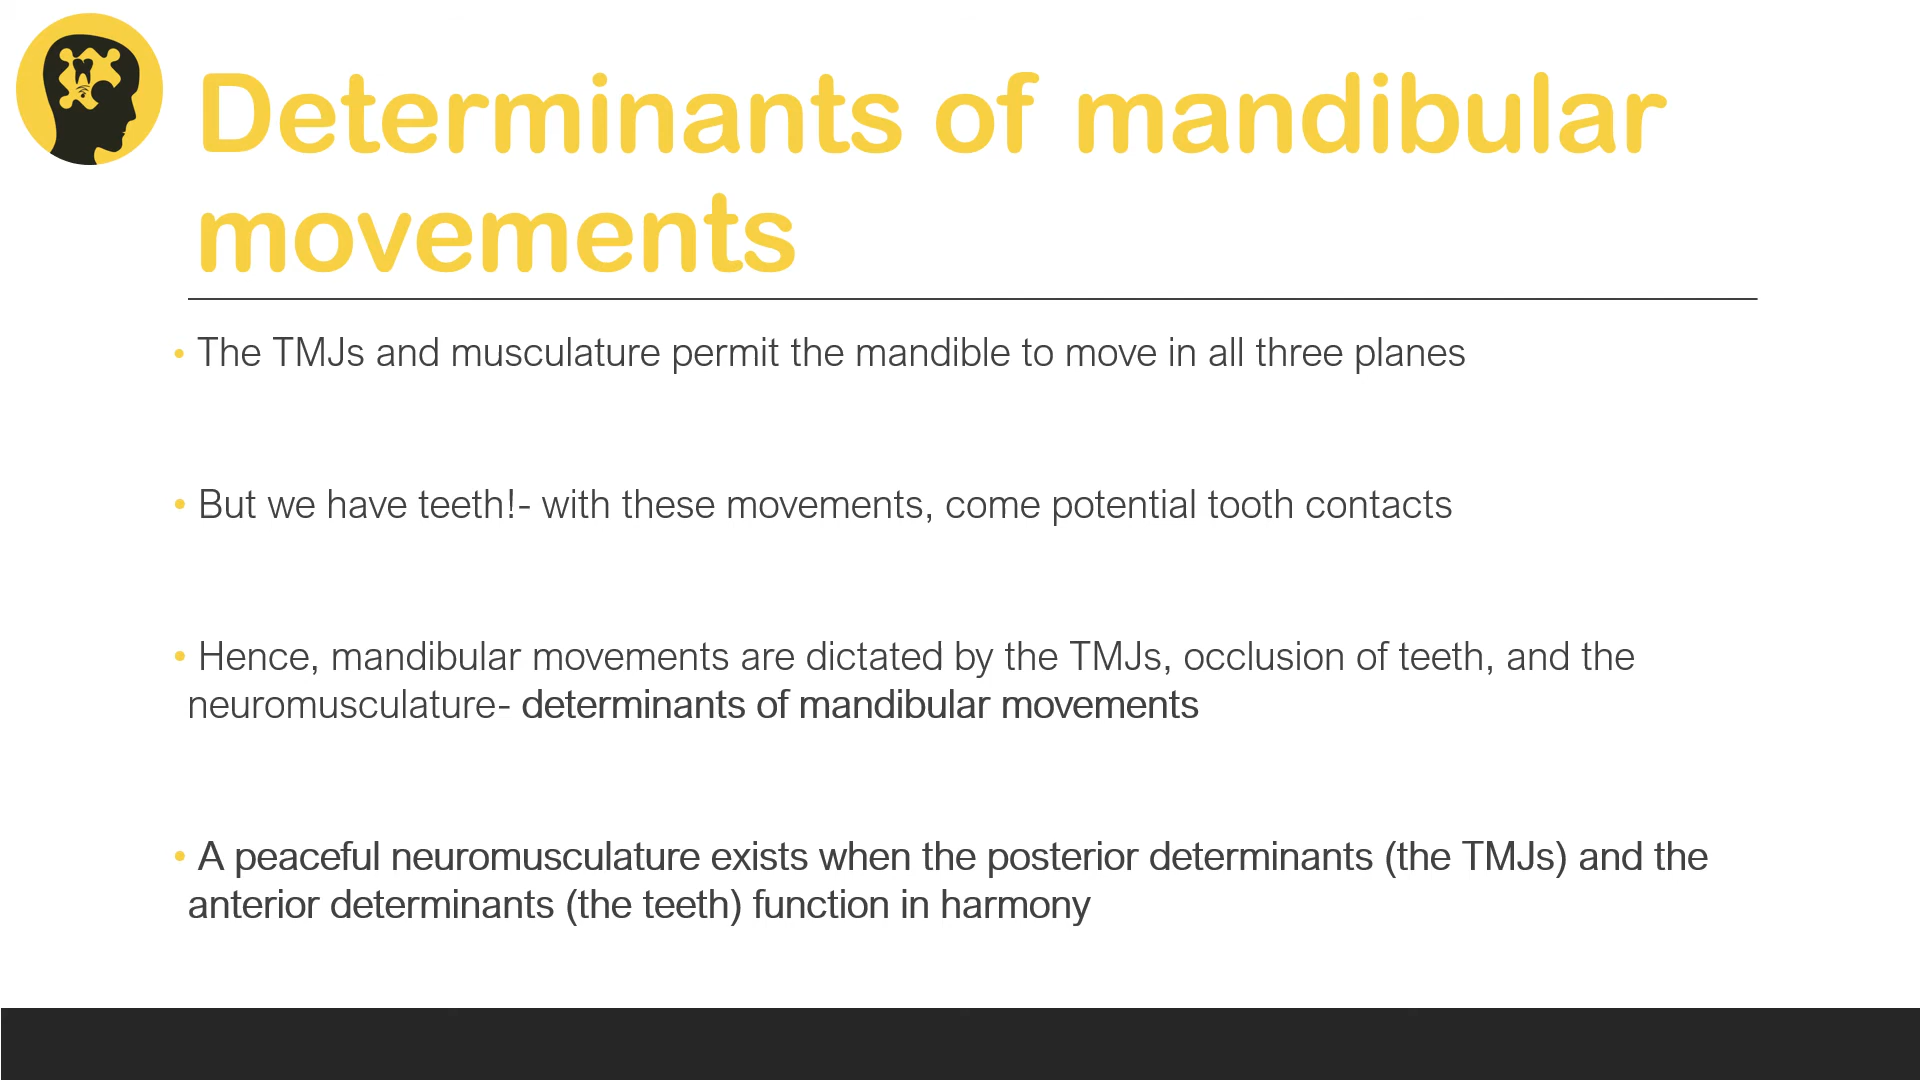 Determinants of mandibular
movements
• The TMJs and musculature permit the mandible to move in all three planes
• But we have teeth!- with these movements, come potential tooth contacts
• Hence, mandibular movements are dictated by the TMJs, occlusion of teeth, and the
neuromusculature- determinants of mandibular movements
• A peaceful neuromusculature exists when the posterior determinants (the TMJs) and the
anterior determinants (the teeth) function in harmony